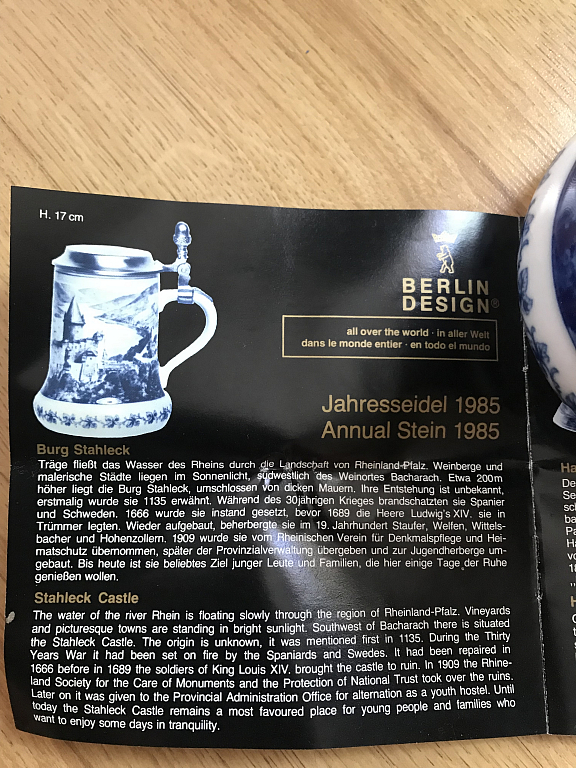 H. 17 cm
BERLIN
DESIGN®
all over the world · in aller Welt
dans le monde entier · en todo el mundo
Jahresseidel 1985
Annual Stein 1985
Burg Stahleck
Träge fließt das Wasser des Rheins durch die Landschaft von Rheinland-Pfalz. Weinberge und
malerische Städte liegen im Sonnenlicht, südwestlich des Weinortes Bacharach. Etwa 200m
höher liegt die Burg Stahleck, umschlossen von dicken Mauern. Ihre Entstehung ist unbekannt,
erstmalig wurde sie 1135 erwähnt. Während des 30jährigen Krieges brandschatzten sie Spanier
und Schweden. 1666 wurde sie instand gesetzt, bevor 1689 die Heere Ludwig's XIV. sie in
Trümmer legten. Wieder aufgebaut, beherbergte sie im 19. Jahrhundert Staufer, Welfen, Wittels-
bacher und Hohenzollern. 1909 wurde sie vom Rheinischen Verein für Denkmalspflege und Hei-
matschutz übernommen, später der Provinzialverwaltung übergeben und zur Jugendherberge um-
gebaut. Bis heute ist sie beliebtes Ziel junger Leute und Familien, die hier einige Tage der Ruhe
genießen wollen.
Stahleck Castle
The water of the river Rhein is floating slowly through the region of Rheinland-Pfalz. Vineyards
and picturesque towns are standing in bright sunlight. Southwest of Bacharach there is situated
the Stahleck Castle. The origin is unknown, it was mentioned first in 1135. During the Thirty
Years War it had been set on fire by the Spaniards and Swedes. It had been repaired in
1666 before in 1689 the soldiers of King Louis XIV. brought the castle to ruin. In 1909 the Rhine-
land Society for the Care of Monuments and the Protection of National Trust took over the ruins.
Later on it was given to the Provincial Administration Office for alternation as a youth hostel. Until
today the Stahleck Castle remains a most favoured place for young people and families who
want to enjoy some days in tranquility.